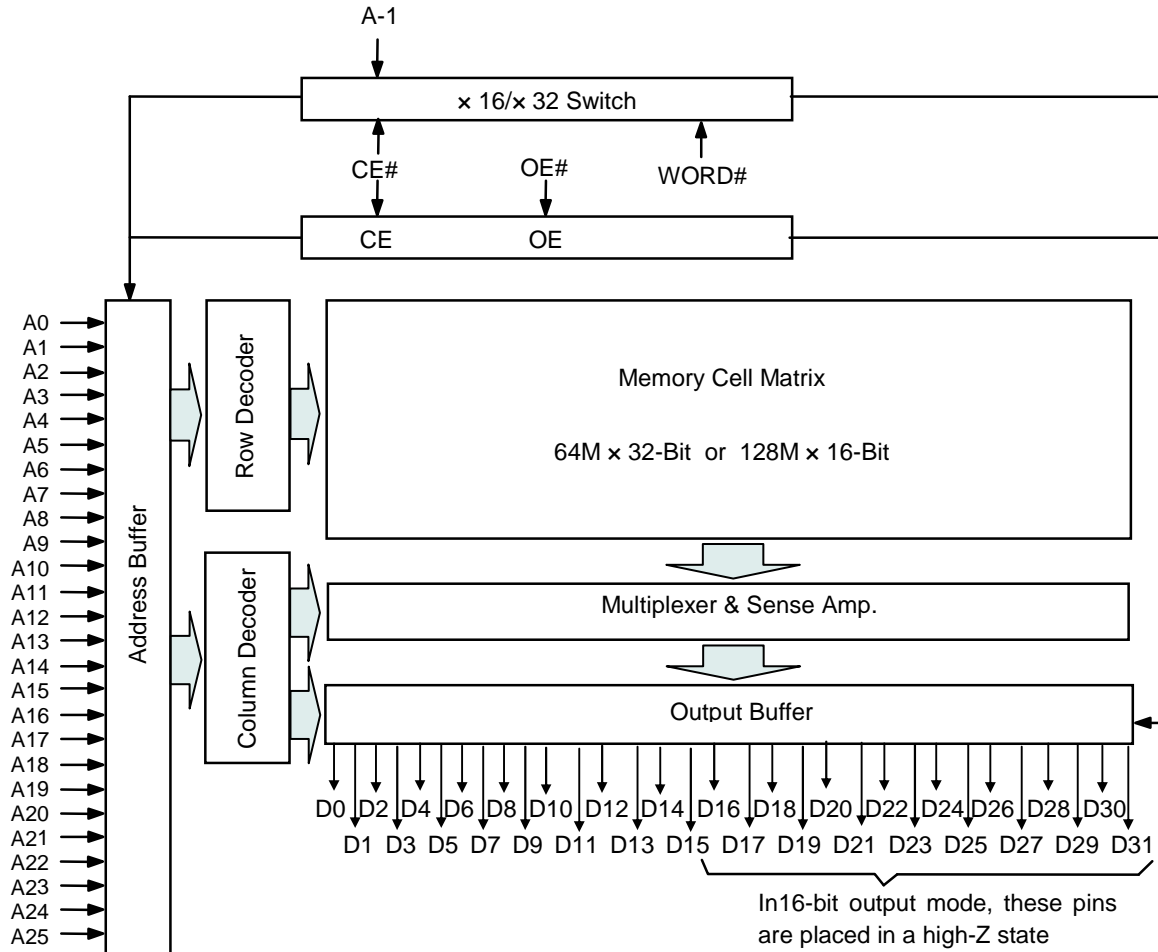 A-1
× 16/× 32 Switch
CE#
OE#
WORD#
CE
OE
A0
A1
A2
A3
A4
A5
A6
A7
A8
A9
A10
A11
A12
A13
A14
A15
A16
A17
A18
A19
A20
A21
A22
A23
A24
A25
Address Buffer
Row Decoder
Column Decoder
Memory Cell Matrix
64M × 32-Bit or 128M × 16-Bit
Multiplexer & Sense Amp.
Output Buffer
D0 D2 D4 D6 D8 D10 D12 D14 D16 D18 D20 D22 D24 D26 D28 D30
D1 D3 D5 D7 D9 D11 D13 D15 D17 D19 D21 D23 D25 D27 D29 D31
In16-bit output mode, these pins
are placed in a high-Z state